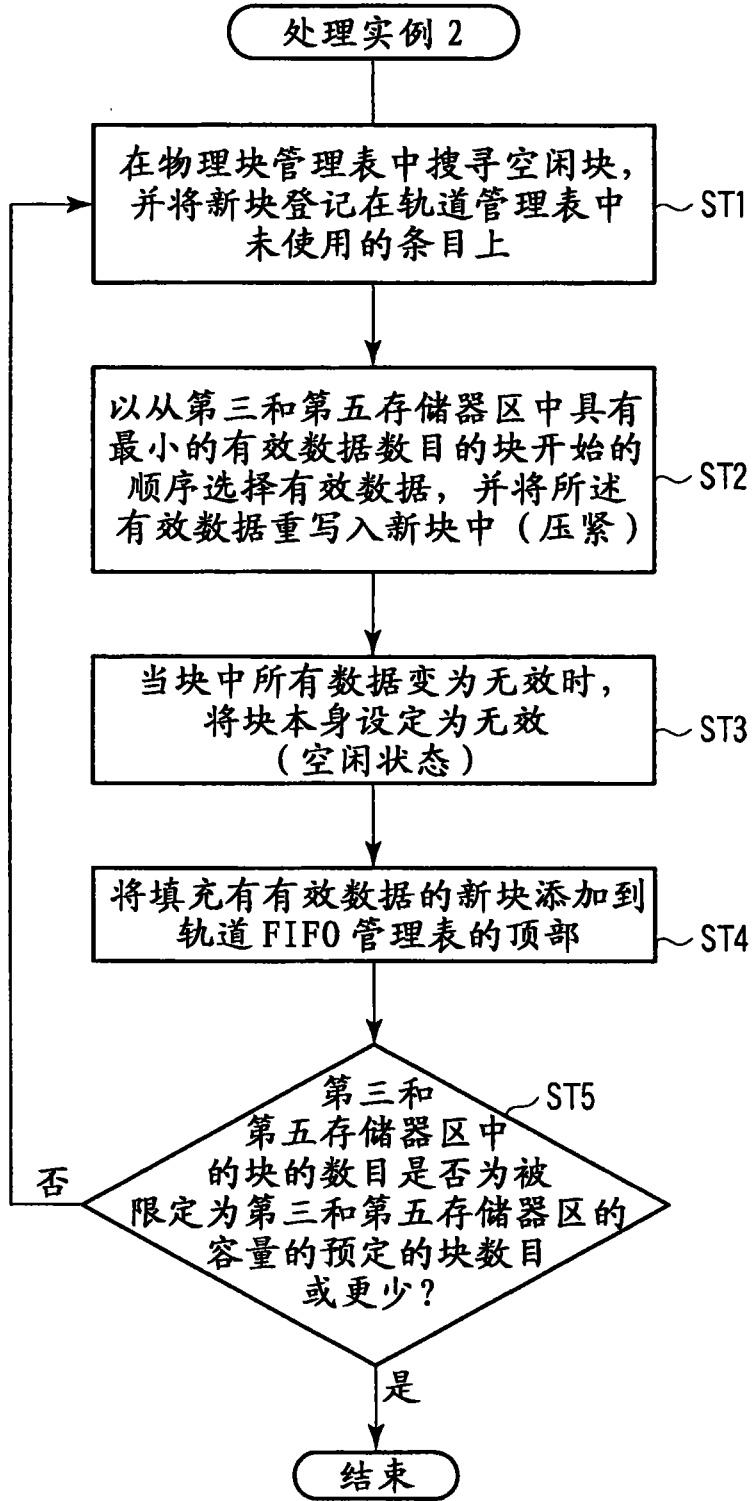 处理实例2
在物理块管理表中搜寻空闲块，
并将新块登记在轨道管理表中
未使用的条目上
ST1
以从第三和第五存储器区中具有
最小的有效数据数目的块开始的
顺序选择有效数据，并将所述
有效数据重写入新块中（压紧）
ST2
当块中所有数据变为无效时，
将块本身设定为无效
（空闲状态）
ST3
将填充有有效数据的新块添加到
轨道FIFO管理表的顶部
ST4
第三和
第五存储器区中
的块的数目是否为被
限定为第三和第五存储器区的
容量的预定的块数目
或更少？
ST5
否
是
结束